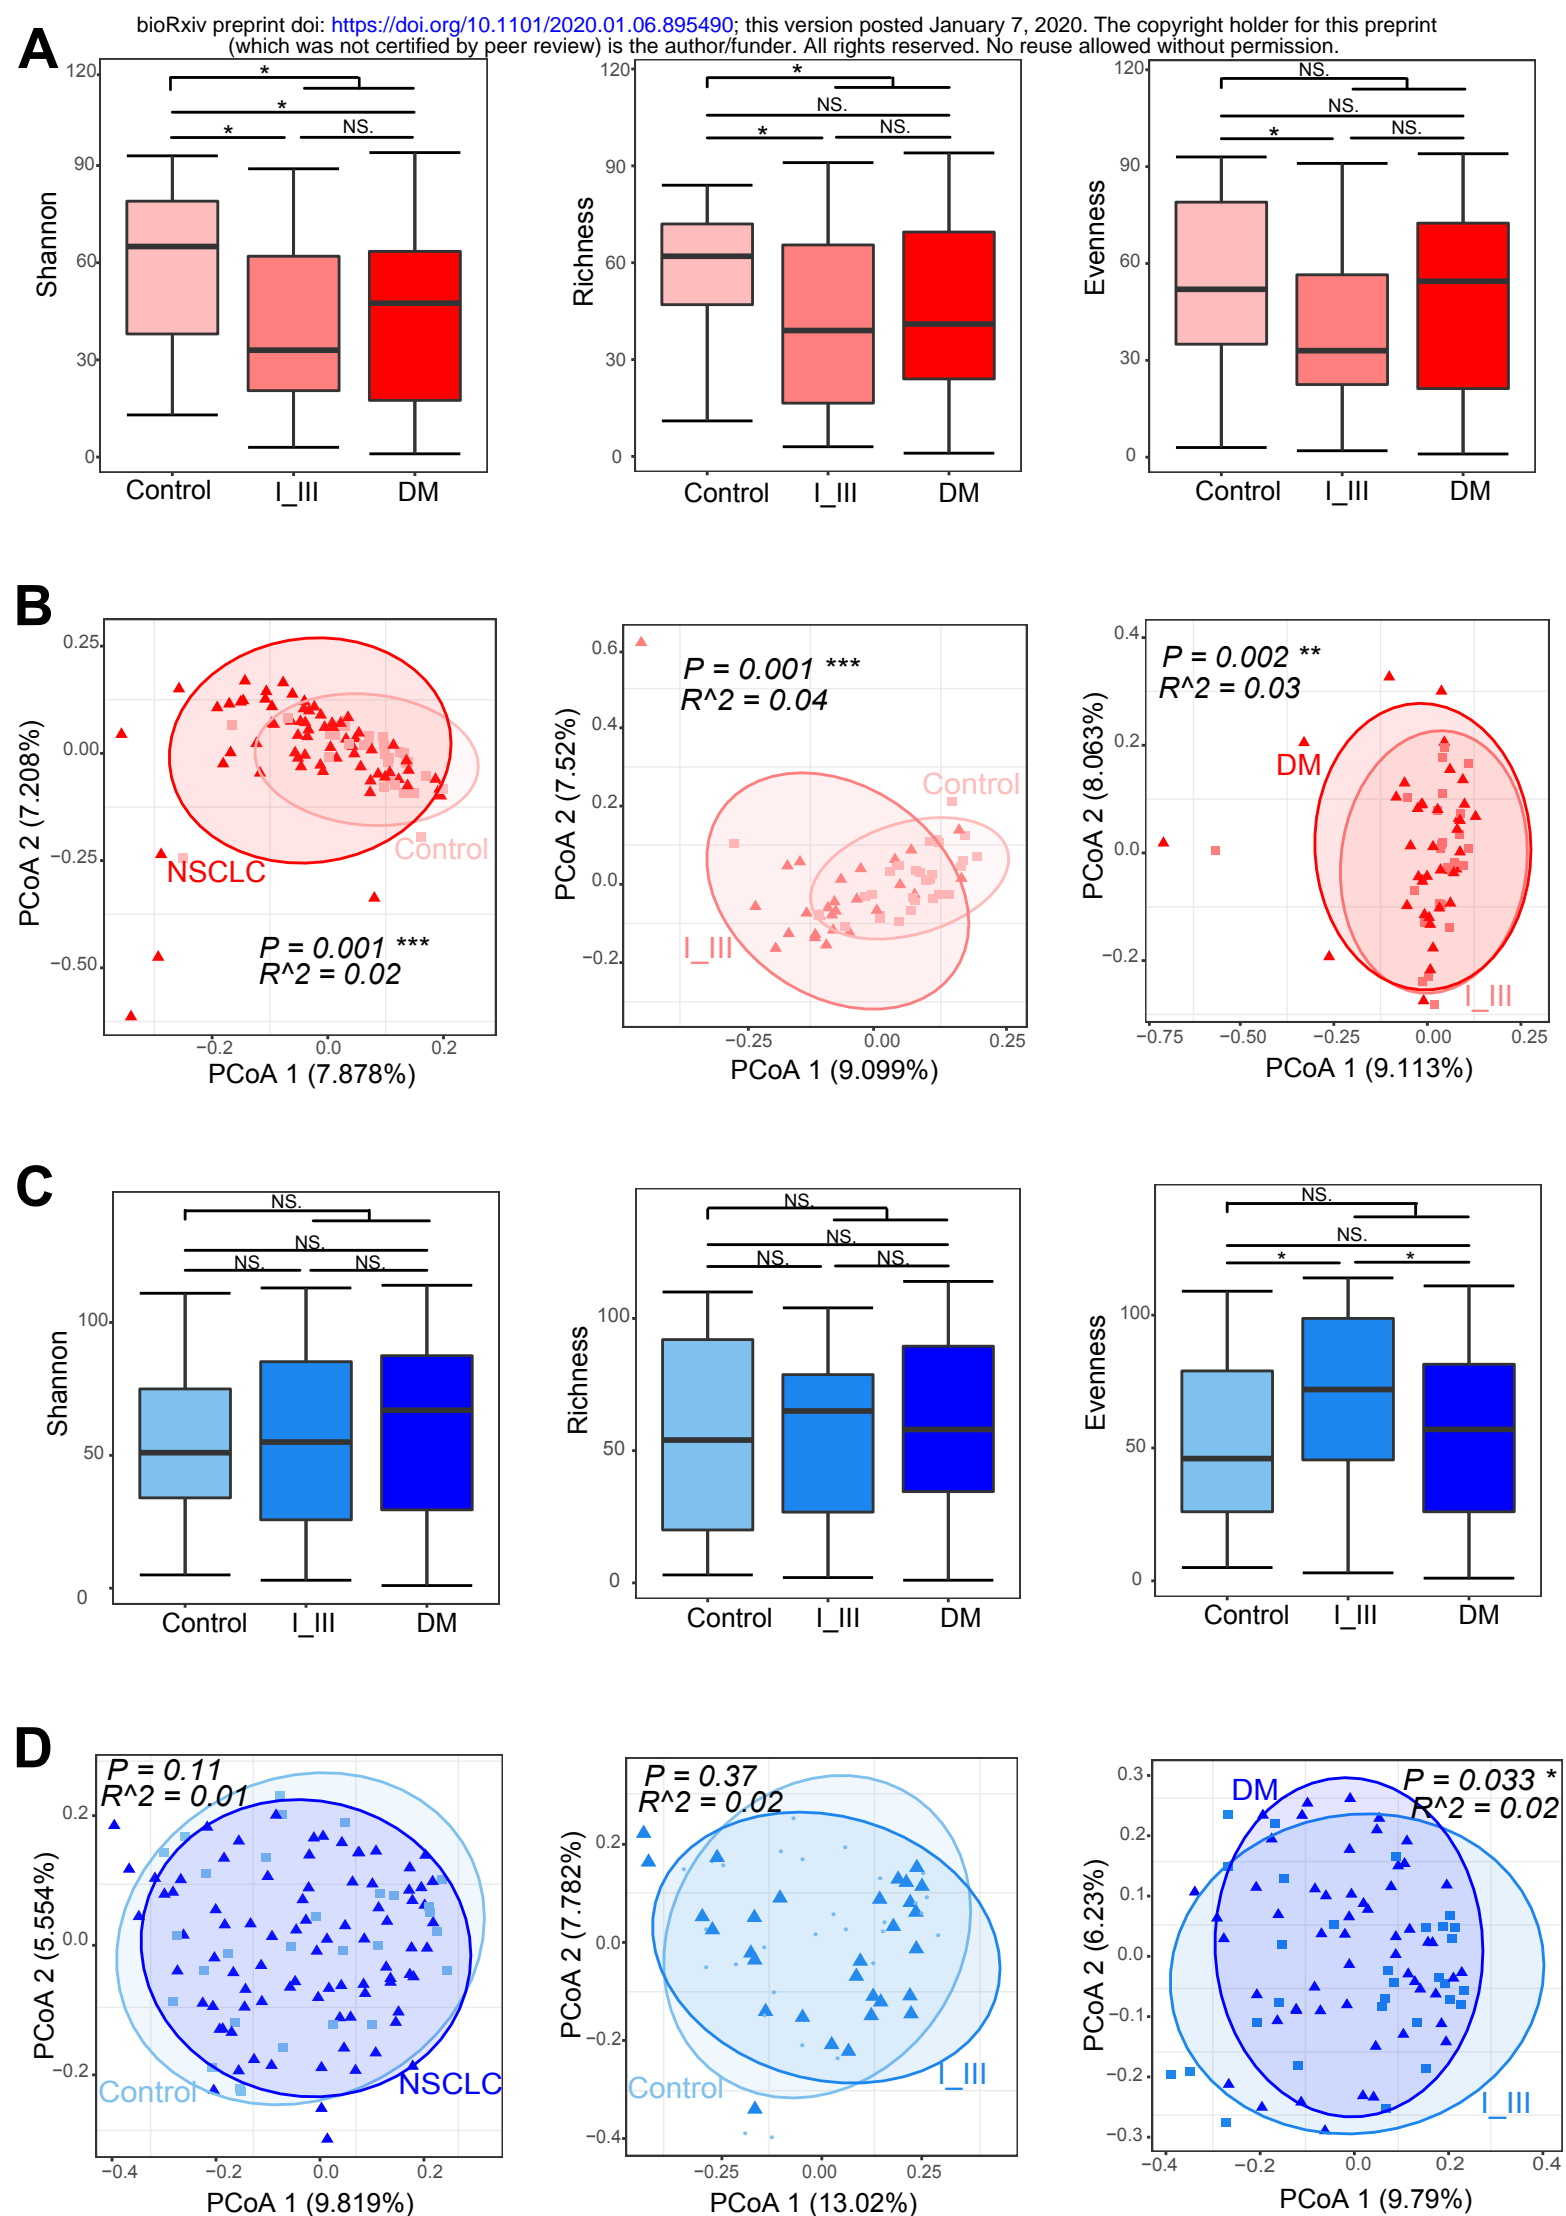 bioRxiv preprint doi: https://doi.org/10.1101/2020.01.06.895490; this version posted January 7, 2020. The copyright holder for this preprint
(which was not certified by peer review) is the author/funder. All rights reserved. No reuse allowed without permission.
A
Shannon
120
90
60
30
0
*
*
*
NS.
Control
I_III
DM
Richness
120
90
60
30
0
*
NS.
*
NS.
Control
I_III
DM
Evenness
120
90
60
30
0
NS.
NS.
*
NS.
Control
I_III
DM
B
PCoA 2 (7.208%)
0.25
0.00
−0.25
−0.50
NSCLC
Control
P = 0.001 ***
R^2 = 0.02
−0.2
0.0
0.2
PCoA 1 (7.878%)
PCoA 2 (7.52%)
0.6
0.4
0.2
0.0
−0.2
P = 0.001 ***
R^2 = 0.04
Control
I_III
−0.25
0.00
0.25
PCoA 1 (9.099%)
PCoA 2 (8.063%)
0.4
0.2
0.0
−0.2
P = 0.002 **
R^2 = 0.03
DM
I_III
−0.75
−0.50
−0.25
0.00
0.25
PCoA 1 (9.113%)
C
Shannon
100
50
0
NS.
NS.
NS.
NS.
Control
I_III
DM
Richness
100
50
0
NS.
NS.
NS.
NS.
Control
I_III
DM
Evenness
100
50
0
NS.
NS.
*
*
Control
I_III
DM
D
PCoA 2 (5.554%)
0.2
0.0
−0.2
P = 0.11
R^2 = 0.01
Control
NSCLC
−0.4
−0.2
0.0
0.2
PCoA 1 (9.819%)
PCoA 2 (7.782%)
0.2
0.0
−0.2
−0.4
P = 0.37
R^2 = 0.02
Control
I_III
−0.25
0.00
0.25
PCoA 1 (13.02%)
PCoA 2 (6.23%)
0.3
0.2
0.1
0.0
−0.1
−0.2
−0.3
DM
P = 0.033 *
R^2 = 0.02
I_III
−0.4
−0.2
0.0
0.2
0.4
PCoA 1 (9.79%)